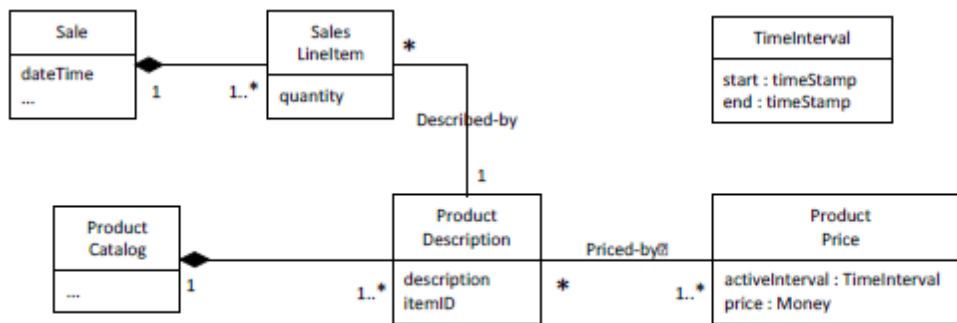 Sale
dateTime
...
1
1..*
Sales
LineItem
quantity
*
Described-by
1
TimeInterval
start : timeStamp
end : timeStamp
Product
Catalog
...
1
1..*
Product
Description
description
itemID
Priced-by
*
1..*
Product
Price
activeInterval : TimeInterval
price : Money